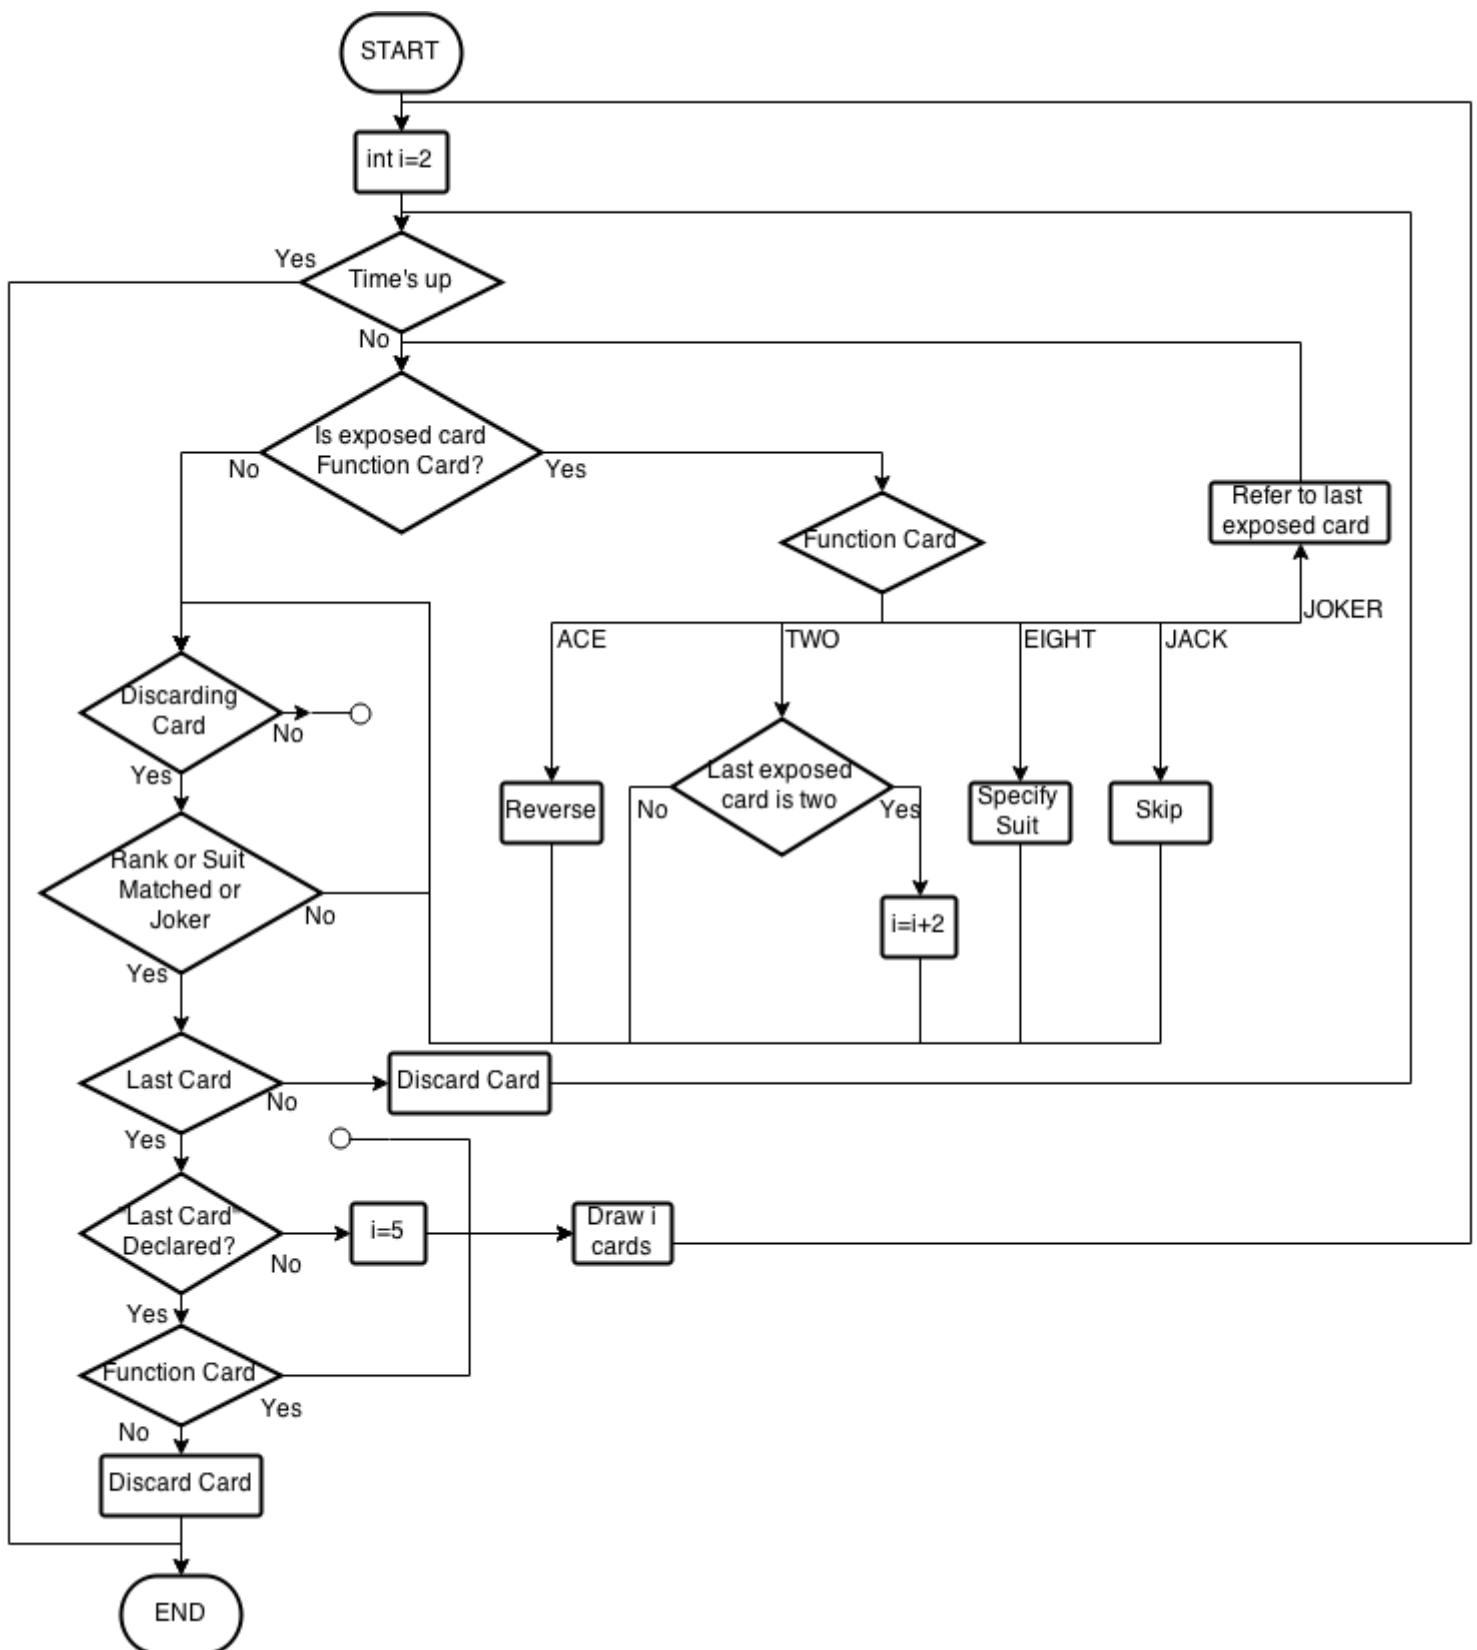 START
int i=2
Yes
Time's up
No
Is exposed card
Function Card?
No
Yes
Function Card
Refer to last
exposed card
JOKER
ACE
TWO
EIGHT
JACK
Discarding
Card
No
Yes
Reverse
Last exposed
card is two
No
Yes
Specify
Suit
Skip
i=i+2
Rank or Suit
Matched or
Joker
No
Yes
Last Card
No
Discard Card
Yes
"Last Card"
Declared?
No
i=5
Draw i
cards
Yes
Function Card
Yes
No
Discard Card
END